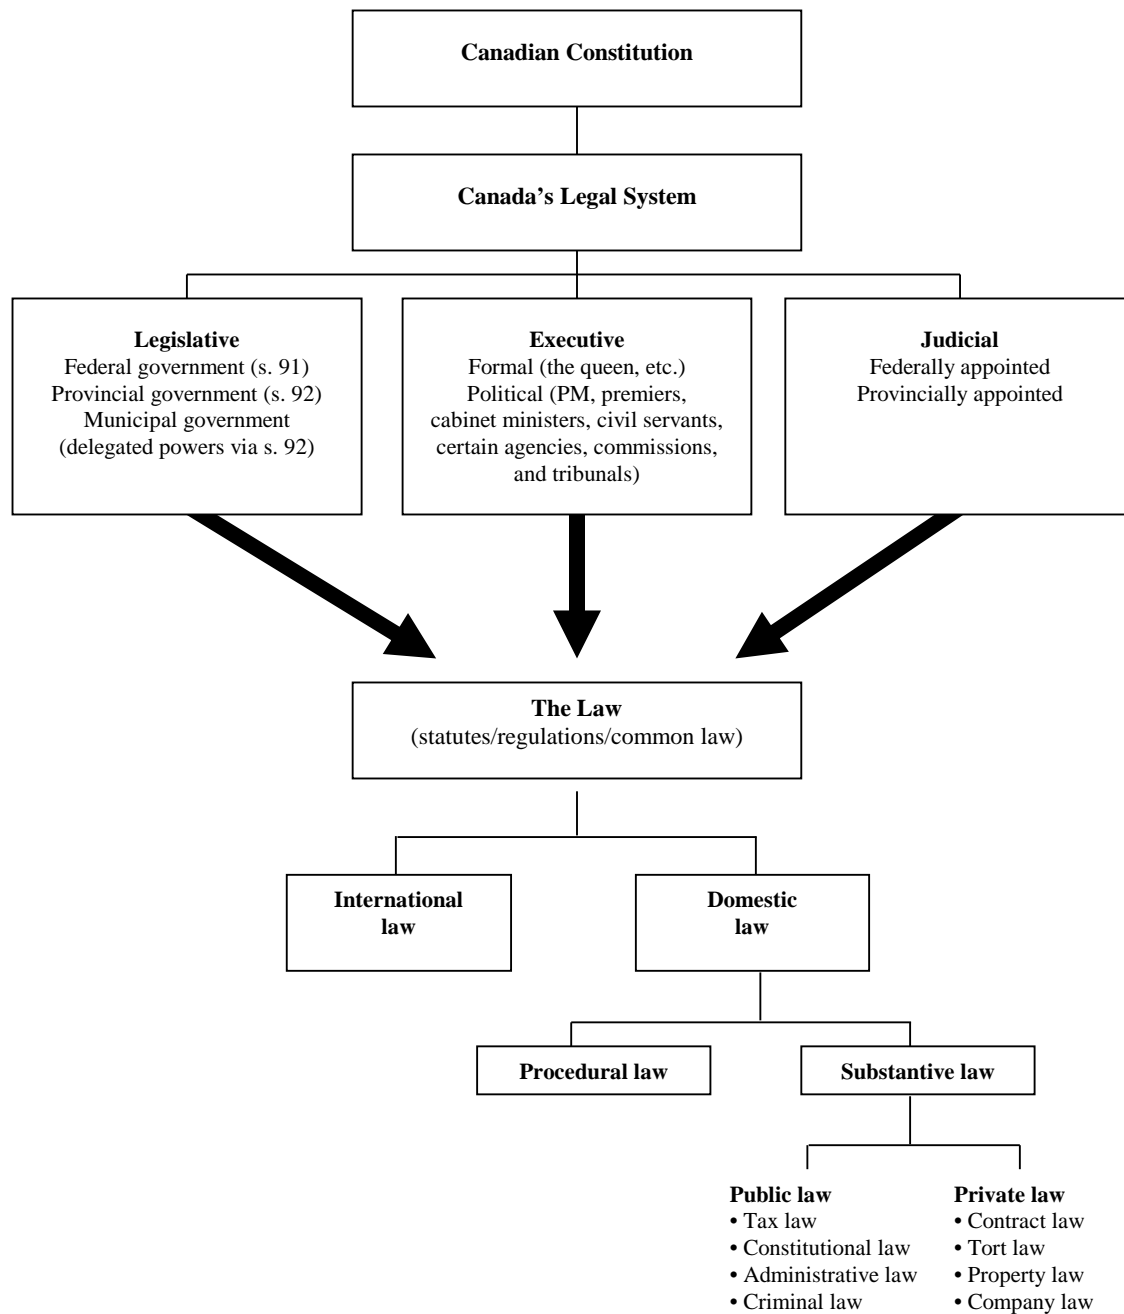 Canadian Constitution
Canada’s Legal System
Legislative
Federal government (s. 91)
Provincial government (s. 92)
Municipal government
(delegated powers via s. 92)
Executive
Formal (the queen, etc.)
Political (PM, premiers,
cabinet ministers, civil servants,
certain agencies, commissions,
and tribunals)
Judicial
Federally appointed
Provincially appointed
The Law
(statutes/regulations/common law)
International
law
Domestic
law
Procedural law
Substantive law
Public law
• Tax law
• Constitutional law
• Administrative law
• Criminal law
Private law
• Contract law
• Tort law
• Property law
• Company law